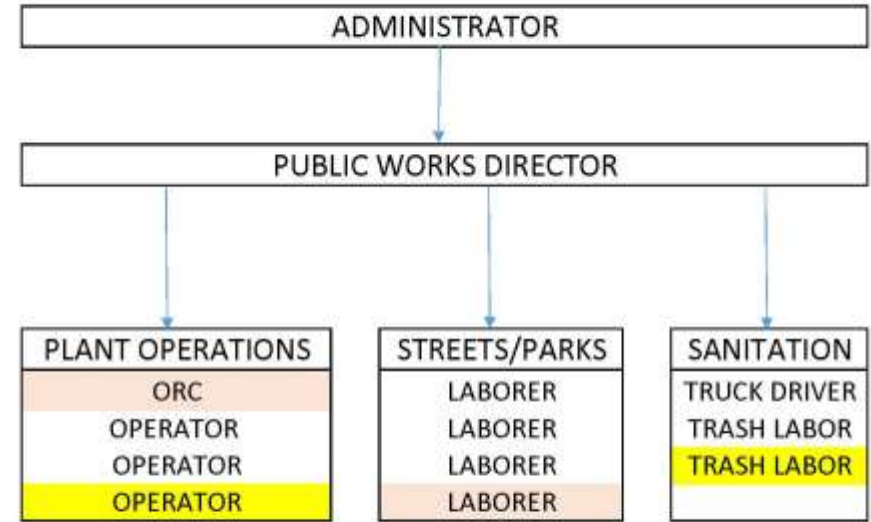 ADMINISTRATOR
PUBLIC WORKS DIRECTOR
PLANT OPERATIONS
ORC
OPERATOR
OPERATOR
OPERATOR
STREETS/PARKS
LABORER
LABORER
LABORER
LABORER
SANITATION
TRUCK DRIVER
TRASH LABOR
TRASH LABOR